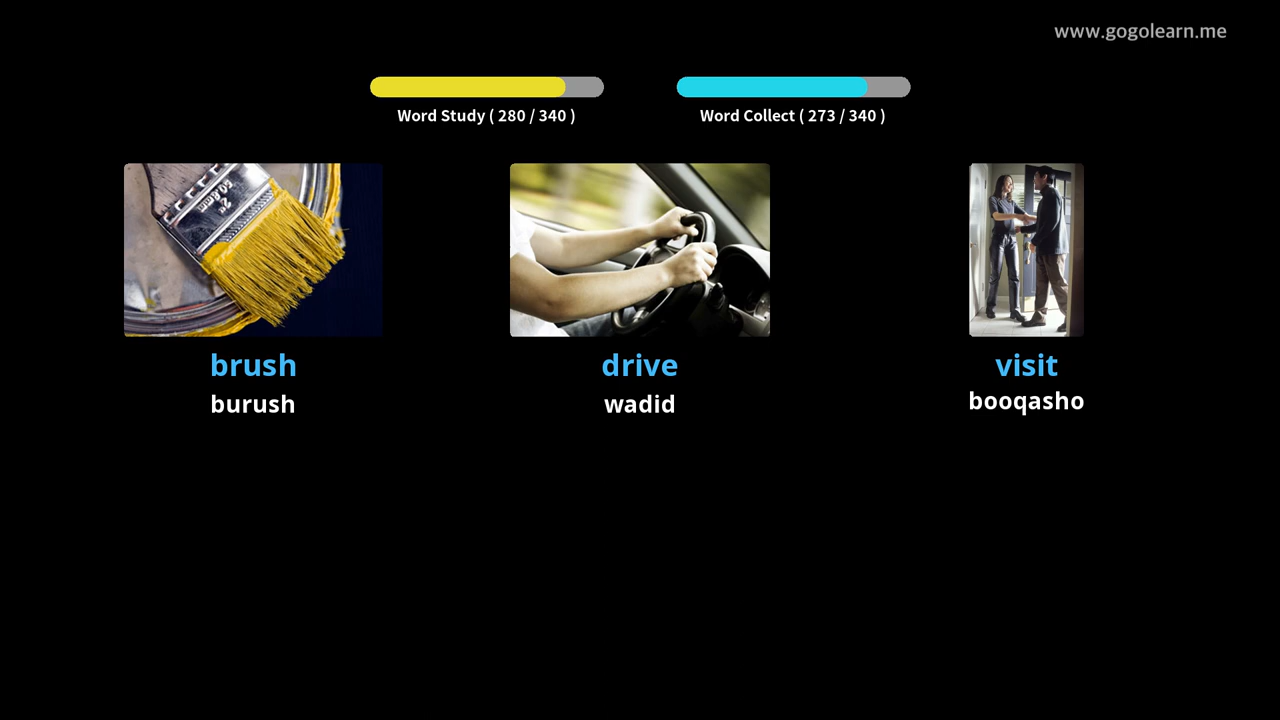 www.gogolearn.me
Word Study ( 280 / 340 )
Word Collect ( 273 / 340 )
brush
drive
visit
burush
wadid
booqasho